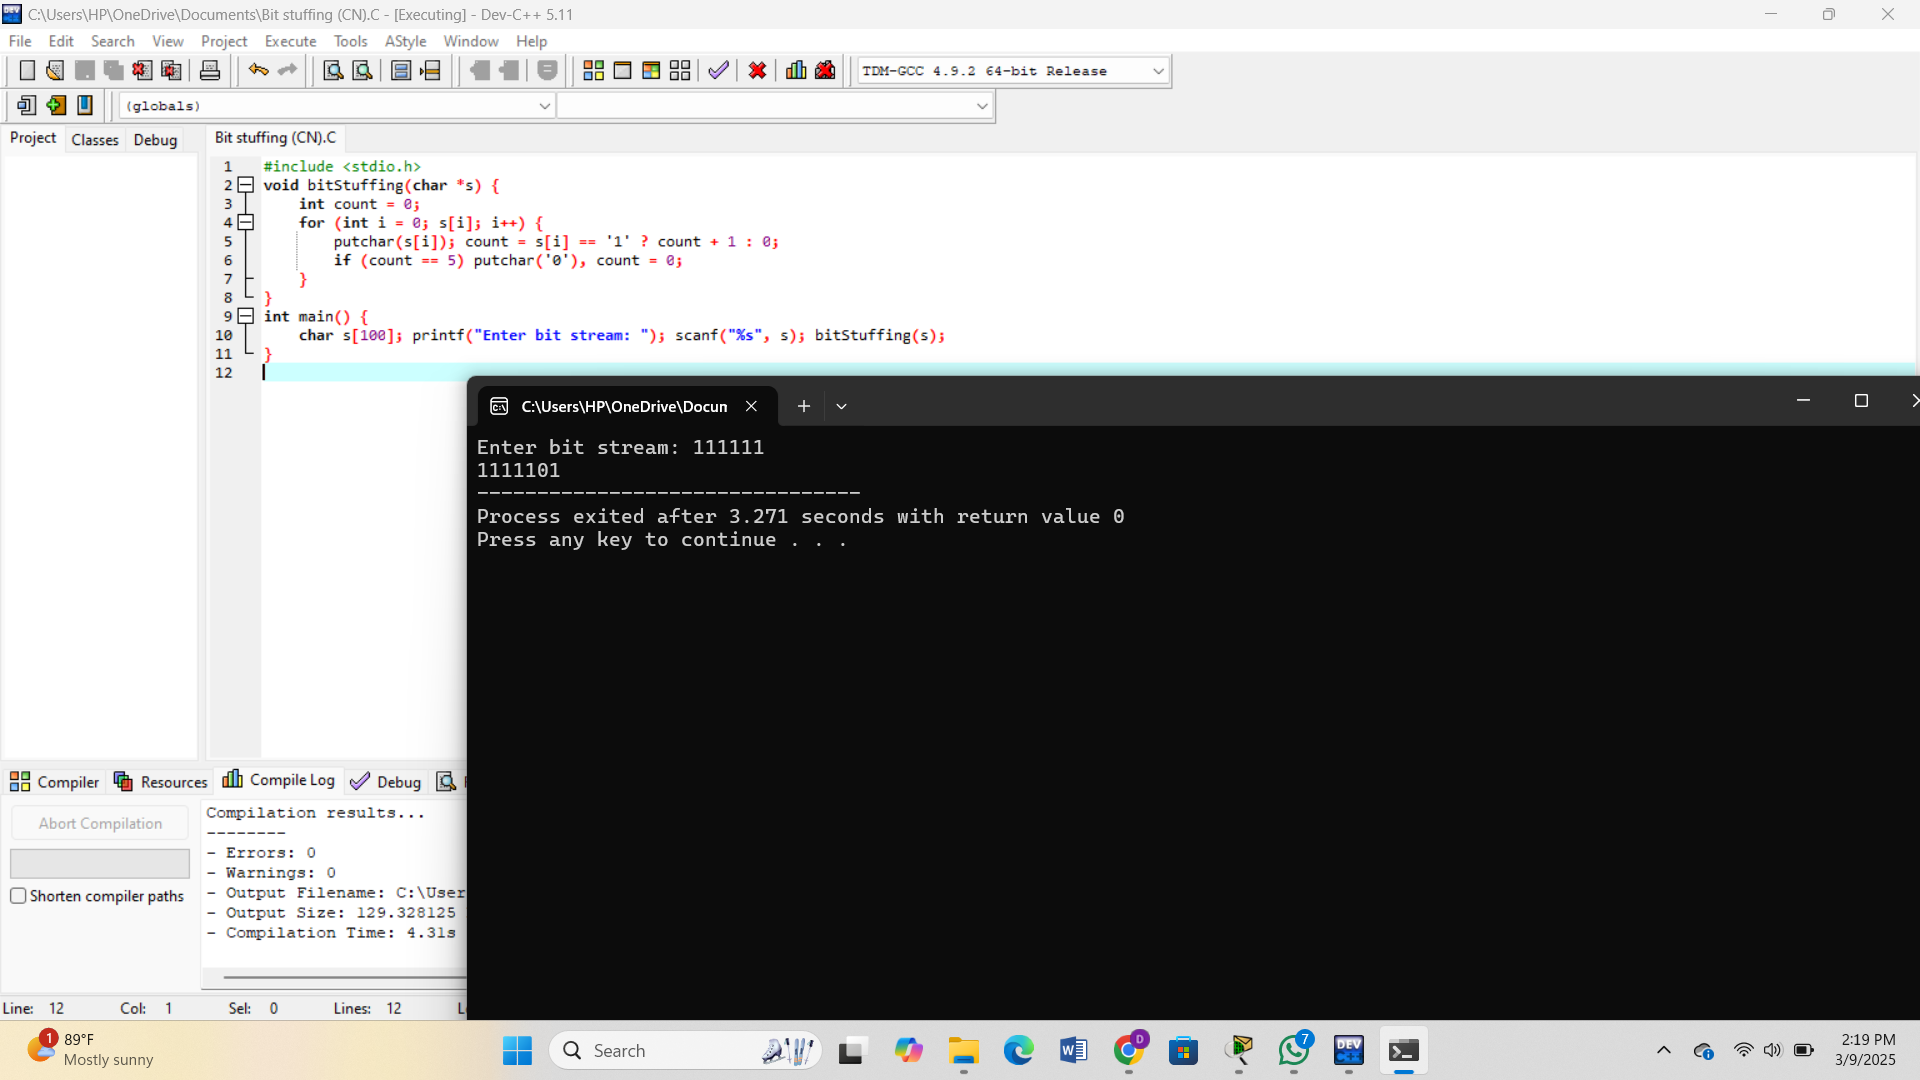 C:\Users\HP\OneDrive\Documents\Bit stuffing (CN).C - [Executing] - Dev-C++ 5.11
File Edit Search View Project Execute Tools AStyle Window Help
TDM-GCC 4.9.2 64-bit Release
(globals)
Project Classes Debug
Bit stuffing (CN).C
1 #include <stdio.h>
2 void bitStuffing(char *s) {
3 int count = 0;
4 for (int i = 0; s[i]; i++) {
5 putchar(s[i]); count = s[i] == '1' ? count + 1 : 0;
6 if (count == 5) putchar('0'), count = 0;
7 }
8 }
9 int main() {
10 char s[100]; printf("Enter bit stream: "); scanf("%s", s); bitStuffing(s);
11 }
12
C:\Users\HP\OneDrive\Docun
Enter bit stream: 111111
1111101
--------------------------------
Process exited after 3.271 seconds with return value 0
Press any key to continue . . .
Compiler Resources Compile Log Debug
Abort Compilation
Shorten compiler paths
Compilation results...
--------
- Errors: 0
- Warnings: 0
- Output Filename: C:\User
- Output Size: 129.328125
- Compilation Time: 4.31s
Line: 12 Col: 1 Sel: 0 Lines: 12
1
89°F
Mostly sunny
Search
D
7
DEV
C++
2:19 PM
3/9/2025